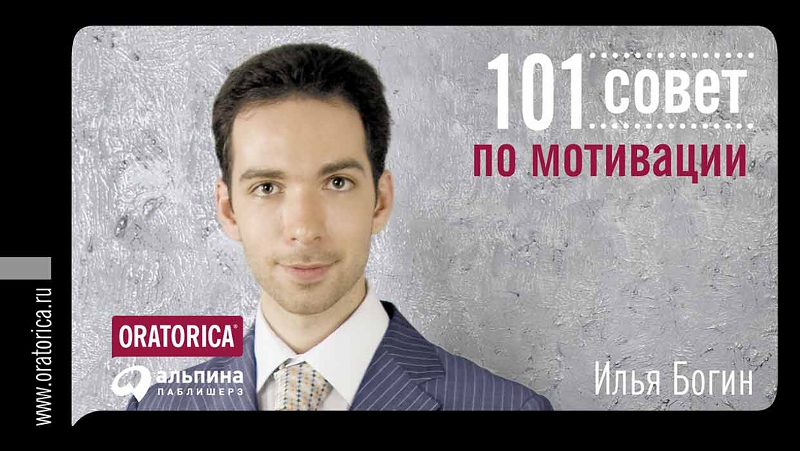 101 совет
по мотивации
ORATORICA®
альпина
ПАБЛИШЕРЗ
Илья Богин
www.oratorica.ru